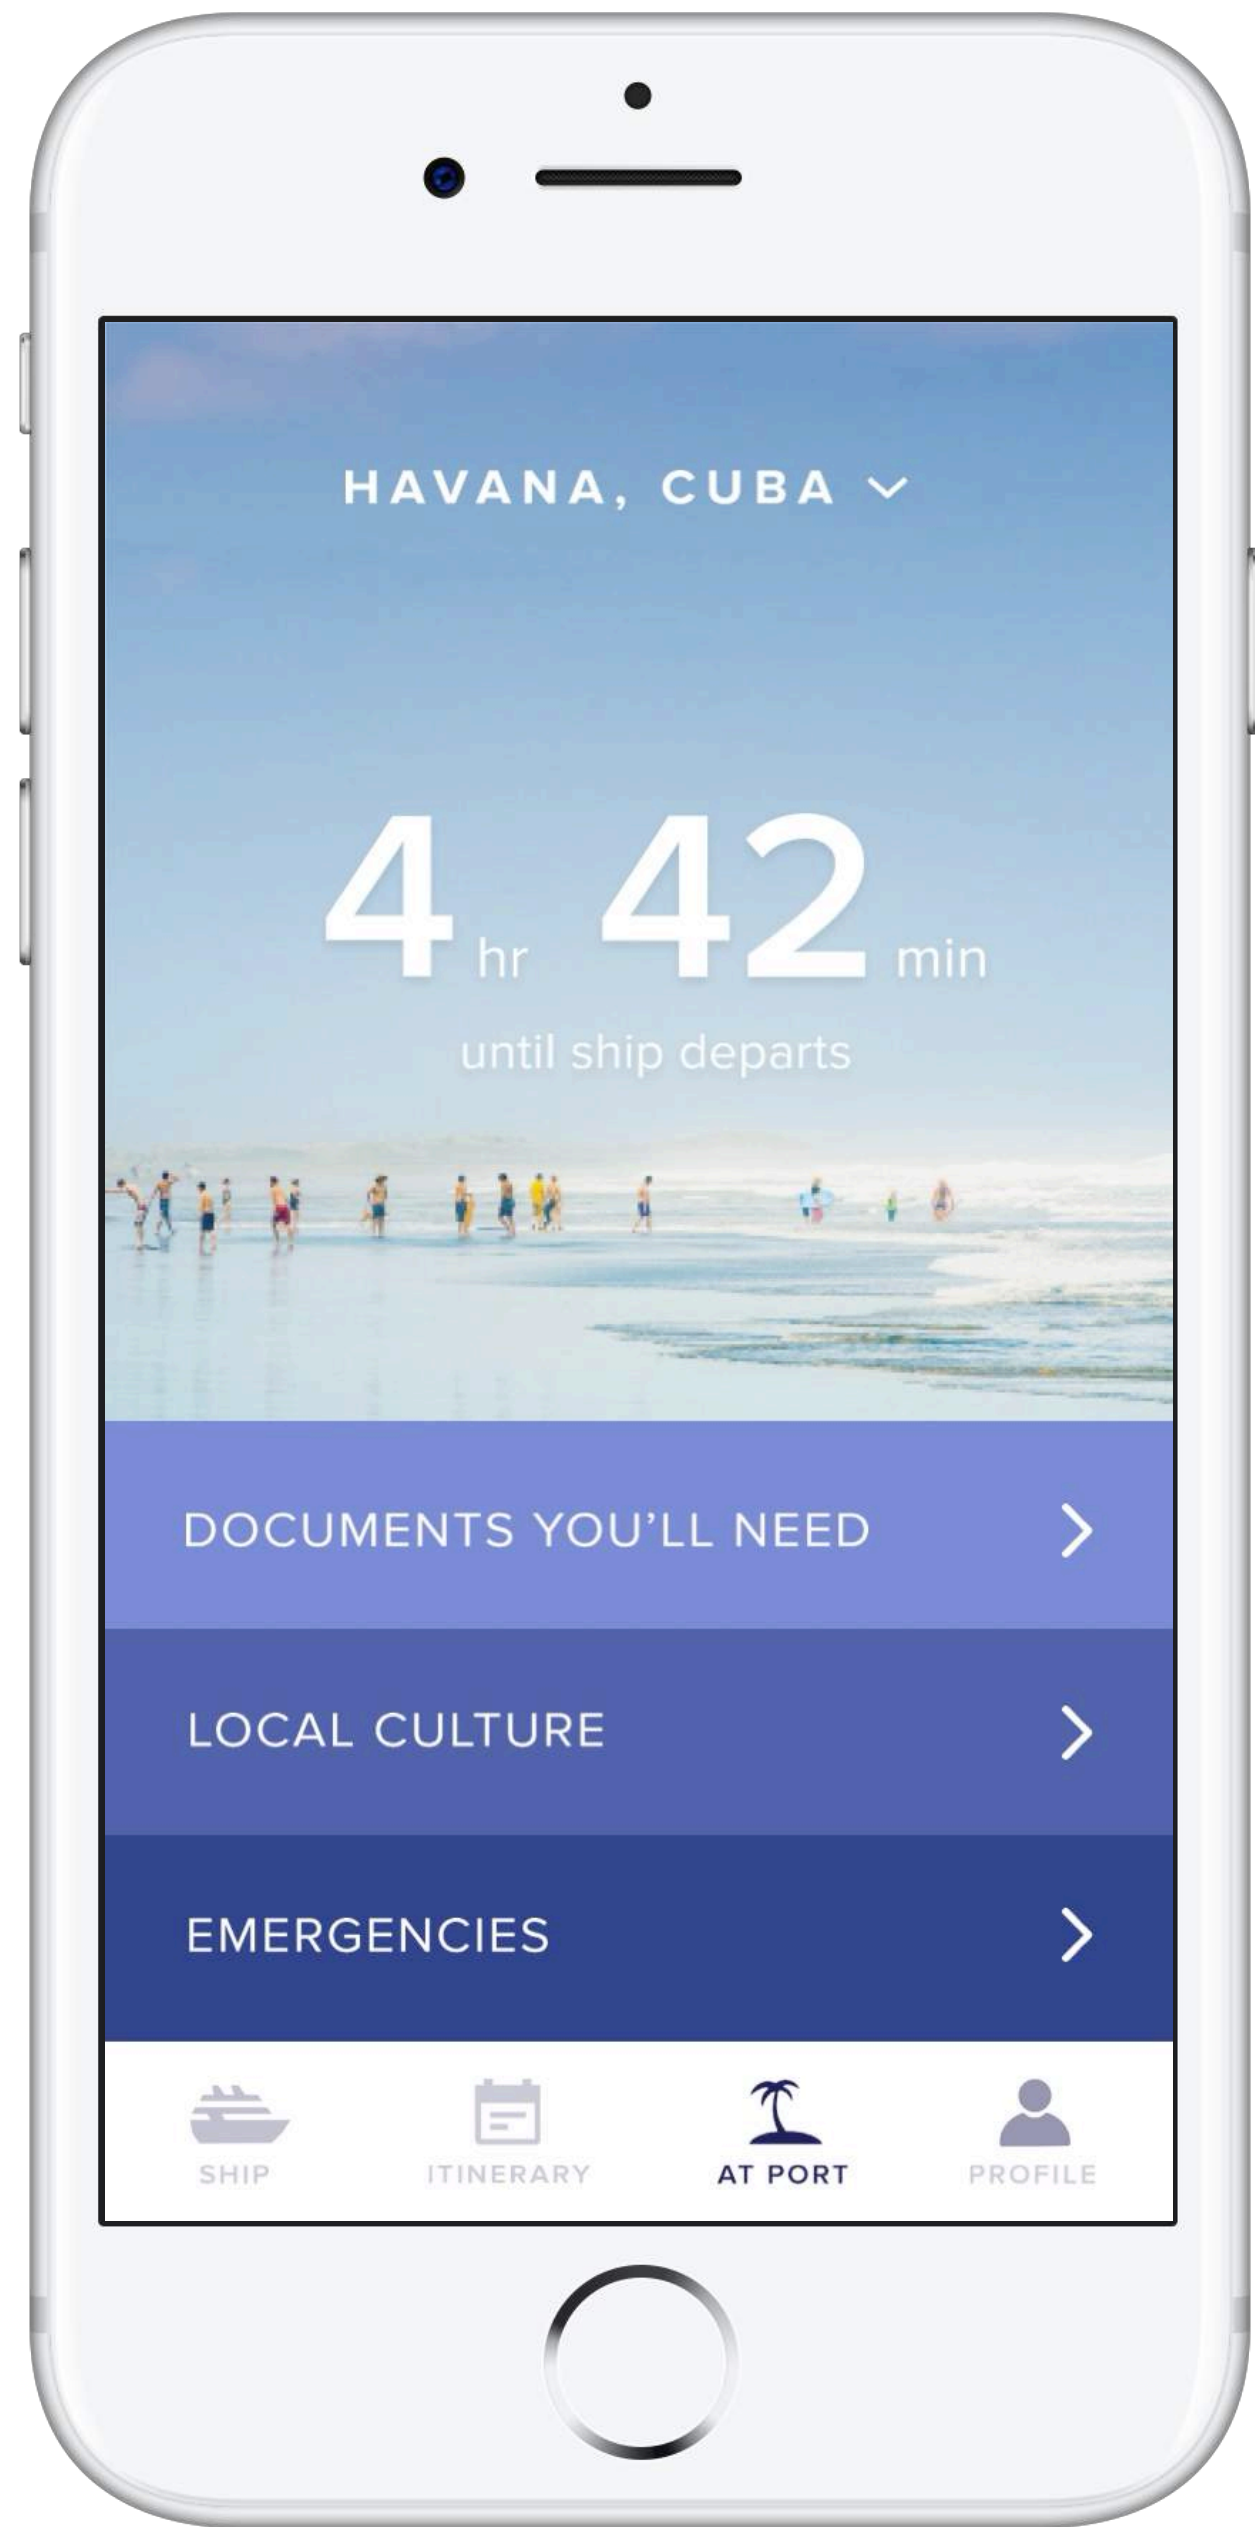 HAVANA, CUBA
4 hr 42 min
until ship departs
DOCUMENTS YOU’LL NEED
LOCAL CULTURE
EMERGENCIES
SHIP ITINERARY AT PORT PROFILE